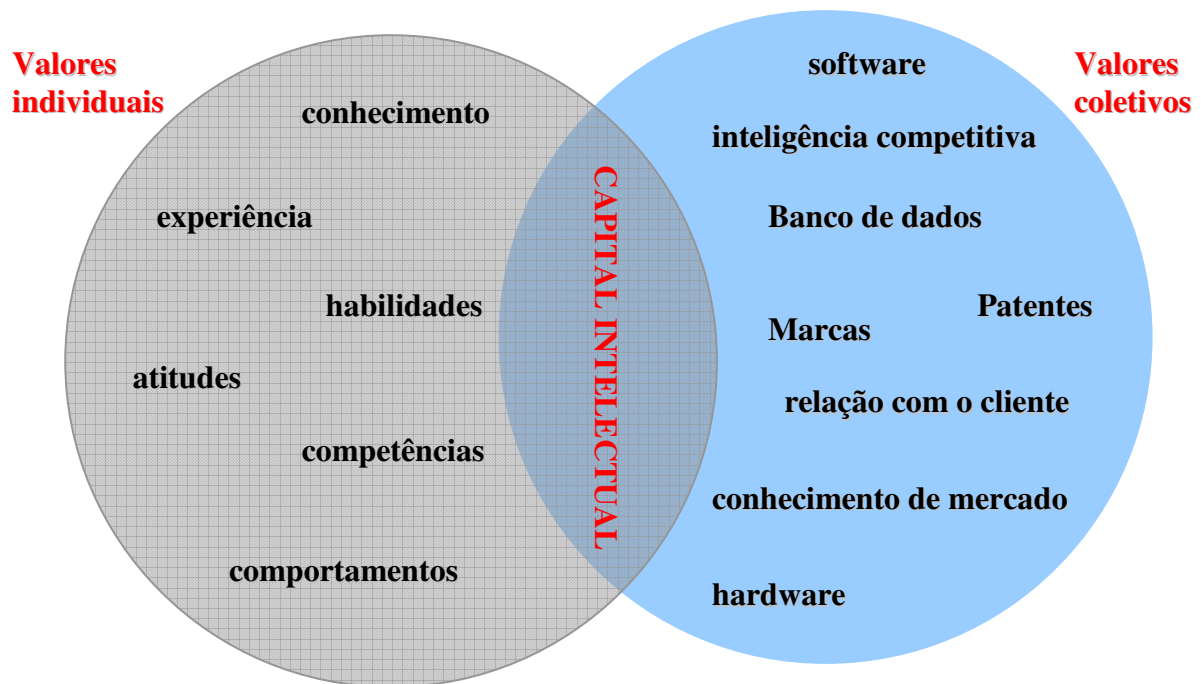 Valores
individuais
conhecimento
experiência
habilidades
atitudes
competências
comportamentos
CAPITAL INTELECTUAL
Valores
coletivos
software
inteligência competitiva
Banco de dados
Patentes
Marcas
relação com o cliente
conhecimento de mercado
hardware